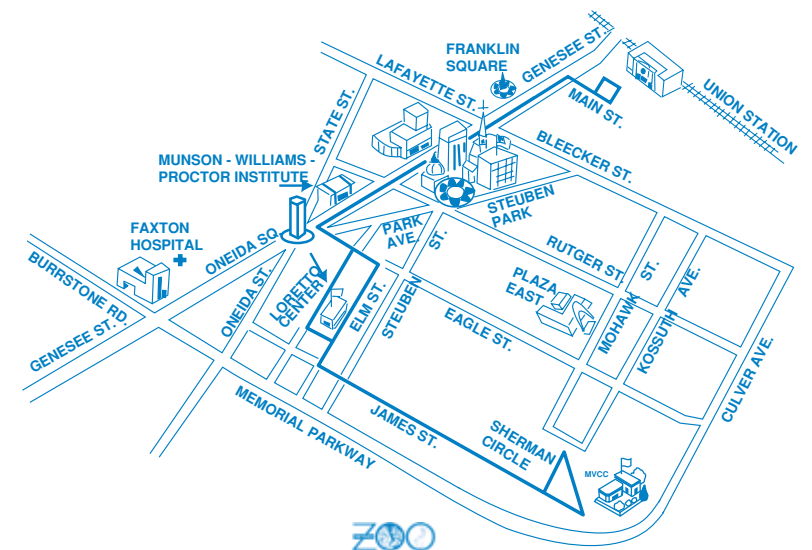 GENESEE ST.
FRANKLIN
SQUARE
LAFAYETTE ST.
UNION STATION
MAIN ST.
STATE ST.
BLEECKER ST.
MUNSON - WILLIAMS -
PROCTOR INSTITUTE
STEUBEN
PARK
FAXTON
HOSPITAL
ONEIDA SQ.
PARK
AVE.
RUTGER ST.
BURRSTONE RD.
ONEIDA ST.
LORETTO
CENTER
ELM ST.
STEUBEN ST.
PLAZA
EAST
MOHAWK ST.
KOSSUTH AVE.
EAGLE ST.
GENESEE ST.
CULVER AVE.
MEMORIAL PARKWAY
JAMES ST.
SHERMAN
CIRCLE
MVCC
ZOO